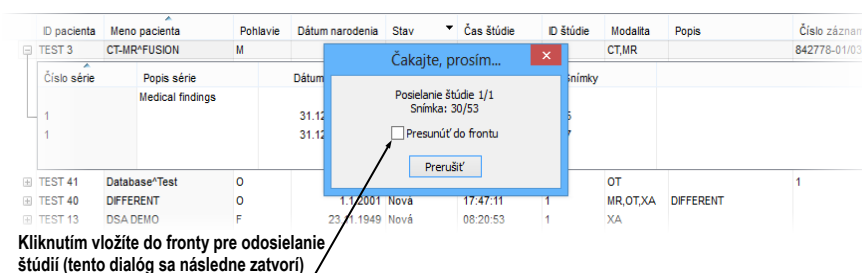 ID pacienta Meno pacienta Pohlavie Dátum narodenia Stav Čas štúdie ID štúdie Modalita Popis Číslo záznam
TEST 3 CT-MR^FUSION M CT,MR 842778-01/03
Čakajte, prosím...
Číslo série Popis série Dátum Snímky
Medical findings
Posielanie štúdie 1/1
Snímka: 30/53
1 31.12
1 31.12
Presunúť do frontu
Prerušiť
TEST 41 Database^Test O OT 1
TEST 40 DIFFERENT O 1.1.2001 Nová 17:47:11 1 MR,OT,XA DIFFERENT
TEST 13 DSA DEMO F 23.11.1949 Nová 08:20:53 1 XA
Kliknutím vložíte do fronty pre odosielanie
štúdií (tento dialóg sa následne zatvorí)